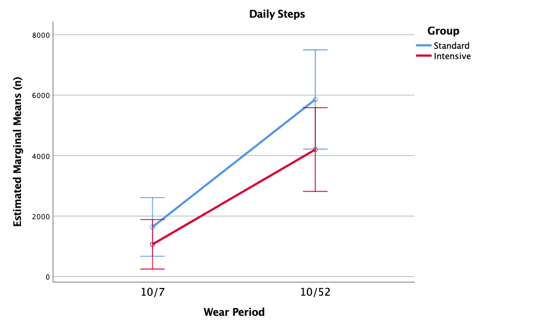 Daily Steps
Group
Standard
Intensive
Estimated Marginal Means (n)
8000
6000
4000
2000
0
10/7
10/52
Wear Period